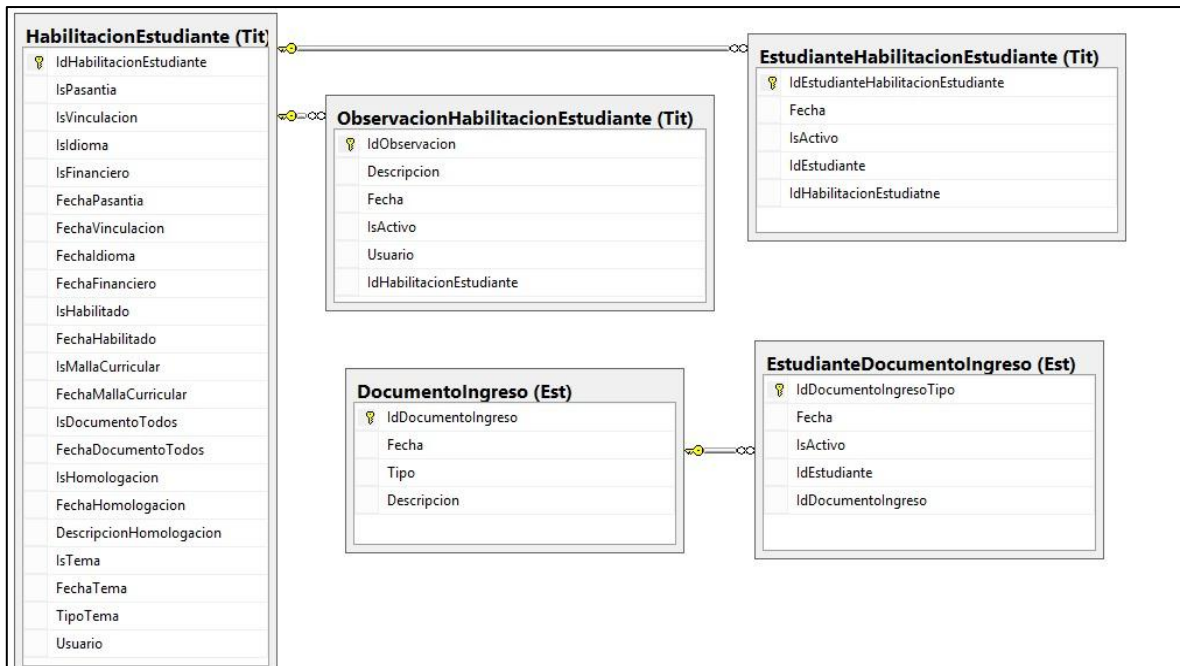 HabilitacionEstudiante (Tit)
IdHabilitacionEstudiante
IsPasantia
IsVinculacion
IsIdioma
IsFinanciero
FechaPasantia
FechaVinculacion
FechaIdioma
FechaFinanciero
IsHabilitado
FechaHabilitado
IsMallaCurricular
FechaMallaCurricular
IsDocumentoTodos
FechaDocumentoTodos
IsHomologacion
FechaHomologacion
DescripcionHomologacion
IsTema
FechaTema
TipoTema
Usuario
ObservacionHabilitacionEstudiante (Tit)
IdObservacion
Descripcion
Fecha
IsActivo
Usuario
IdHabilitacionEstudiante
EstudianteHabilitacionEstudiante (Tit)
IdEstudianteHabilitacionEstudiante
Fecha
IsActivo
IdEstudiante
IdHabilitacionEstudiatne
DocumentoIngreso (Est)
IdDocumentoIngreso
Fecha
Tipo
Descripcion
EstudianteDocumentoIngreso (Est)
IdDocumentoIngresoTipo
Fecha
IsActivo
IdEstudiante
IdDocumentoIngreso